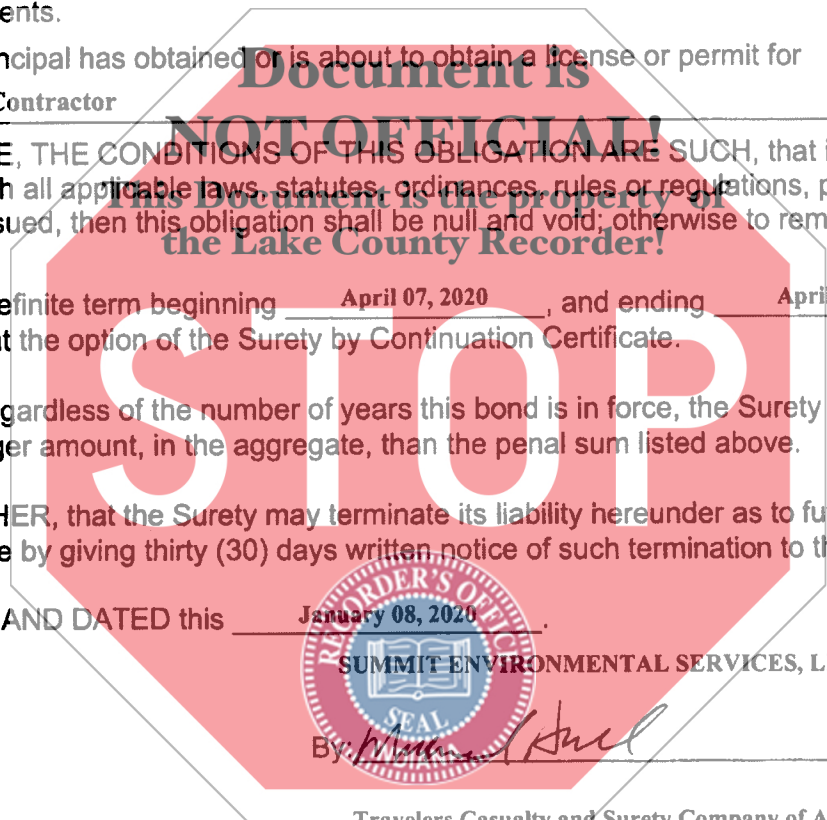 ents.
ncipal has obtained or is about to obtain a license or permit for
Document is
Contractor
NOT OFFICIAL!
E, THE CONDITIONS OF THIS OBLIGATION ARE SUCH, that i
h all applicable laws, statutes, ordinances, rules or regulations, p
This Document is the property of
sued, then this obligation shall be null and void; otherwise to rem
the Lake County Recorder!
efinite term beginning April 07, 2020, and ending April
t the option of the Surety by Continuation Certificate.
STOP
gardless of the number of years this bond is in force, the Surety
ger amount, in the aggregate, than the penal sum listed above.
HER, that the Surety may terminate its liability hereunder as to fu
e by giving thirty (30) days written notice of such termination to th
RECORDER'S OFFICE
AND DATED this January 08, 2020.
SUMMIT ENVIRONMENTAL SERVICES, L
SEAL
By:
INDIANA
Travelers Casualty and Surety Company of A